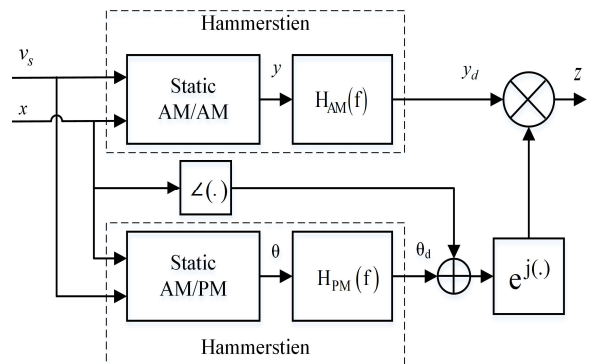 Hammerstien
v_s
x
Static
AM/AM
y
H_AM(f)
y_d
z
∠(.)
Static
AM/PM
θ
H_PM(f)
θ_d
e^j(.)
Hammerstien